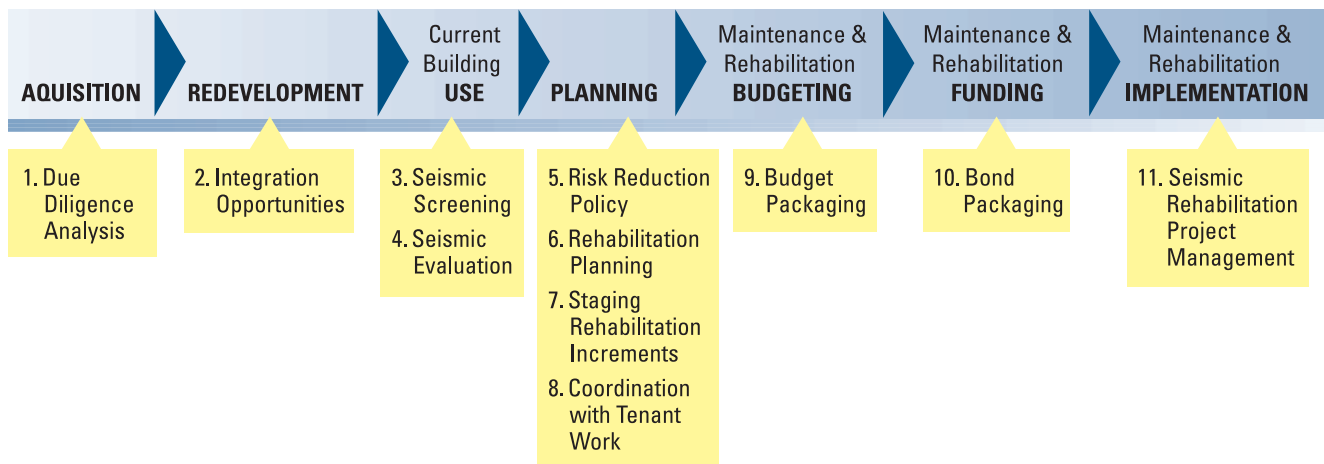 AQUISITION
REDEVELOPMENT
Current
Building
USE
PLANNING
Maintenance &
Rehabilitation
BUDGETING
Maintenance &
Rehabilitation
FUNDING
Maintenance &
Rehabilitation
IMPLEMENTATION
1. Due
Diligence
Analysis
2. Integration
Opportunities
3. Seismic
Screening
4. Seismic
Evaluation
5. Risk Reduction
Policy
6. Rehabilitation
Planning
7. Staging
Rehabilitation
Increments
8. Coordination
with Tenant
Work
9. Budget
Packaging
10. Bond
Packaging
11. Seismic
Rehabilitation
Project
Management